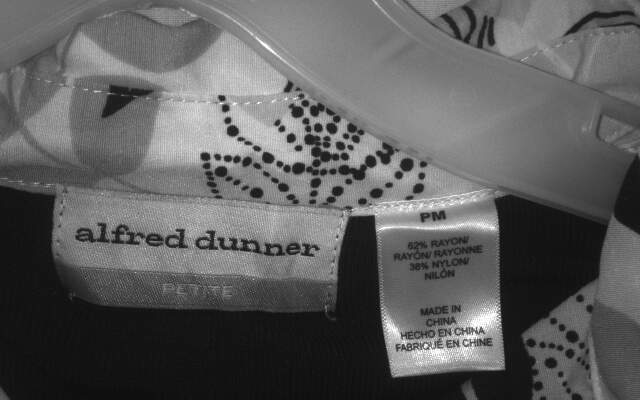 alfred dunner
PETITE
PM
62% RAYON/
RAYÓN/ RAYONNE
38% NYLON/
NILÓN
MADE IN
CHINA
HECHO EN CHINA
FABRIQUÉ EN CHINE